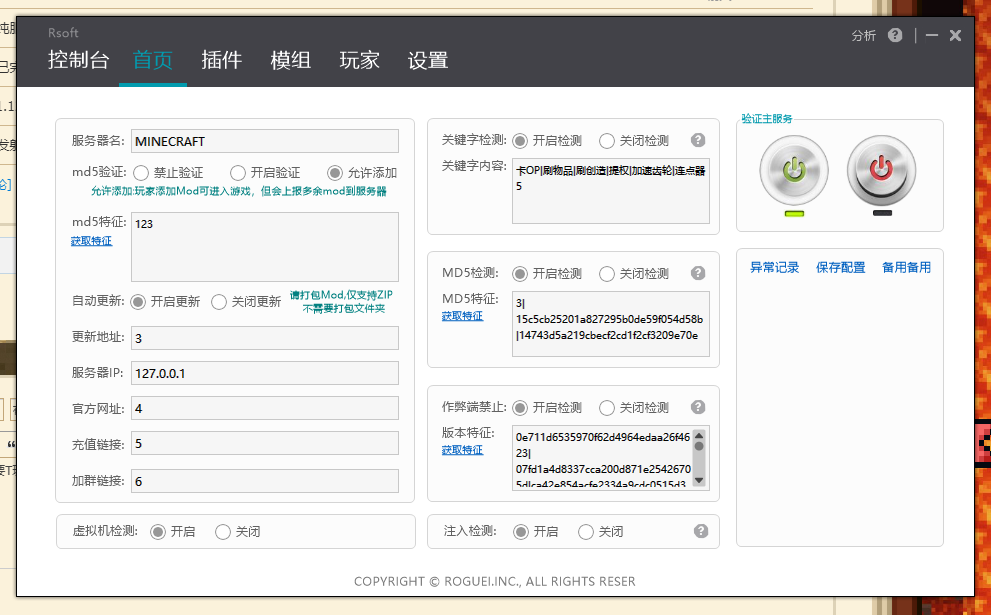 Rsoft
分析
控制台 首页 插件 模组 玩家 设置
服务器名: MINECRAFT
md5验证: 禁止验证 开启验证 允许添加
允许添加:玩家添加Mod可进入游戏，但会上报多余mod到服务器
md5特征: 123
获取特征
自动更新: 开启更新 关闭更新
请打包Mod,仅支持ZIP
不需要打包文件夹
更新地址: 3
服务器IP: 127.0.0.1
官方网址: 4
充值链接: 5
加群链接: 6
虚拟机检测: 开启 关闭
关键字检测: 开启检测 关闭检测
关键字内容: 卡OP|刷物品|刷创造|提权|加速齿轮|连点器
5
MD5检测: 开启检测 关闭检测
MD5特征: 3|
获取特征
15c5cb25201a827295b0de59f054d58b
|14743d5a219cbecf2cd1f2cf3209e70e
作弊端禁止: 开启检测 关闭检测
版本特征: 0e711d6535970f62d4964edaa26f46
获取特征
23|
07fd1a4d8337cca200d871e2542670
5d|ca42e854acfe2334a9cdc0515d3
注入检测: 开启 关闭
验证主服务
异常记录 保存配置 备用备用
COPYRIGHT © ROGUEI.INC., ALL RIGHTS RESER